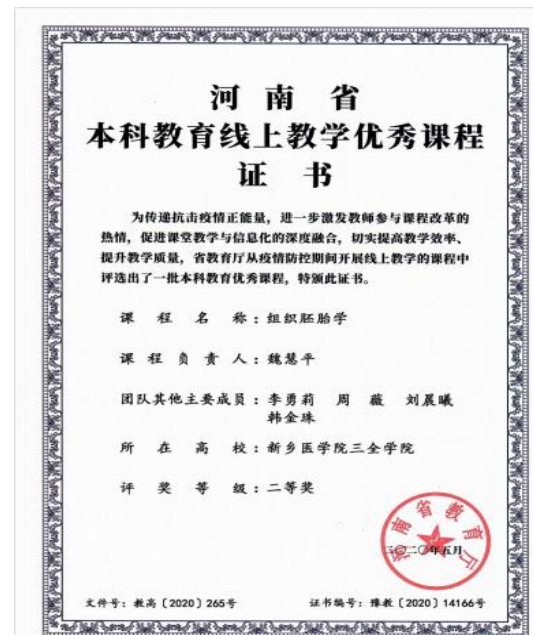 河南省
本科教育线上教学优秀课程
证书
为传递抗击疫情正能量，进一步激发教师参与课程改革的
热情，促进课堂教学与信息化的深度融合，切实提高教学效率、
提升教学质量，省教育厅从疫情防控期间开展线上教学的课程中
评选出了一批本科教育优秀课程，特颁此证书。
课程名称：组织胚胎学
课程负责人：魏慧平
团队其他主要成员：李勇莉 周薇 刘晨曦
韩金珠
所在高校：新乡医学院三全学院
评奖等级：二等奖
河南省教育厅
二〇二〇年五月
文件号：教高〔2020〕265号 证书编号：豫教〔2020〕14166号